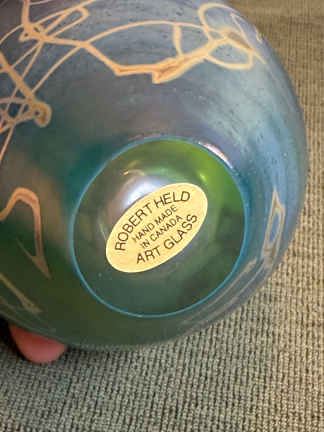 ROBERT HELD
HAND MADE
IN CANADA
ART GLASS